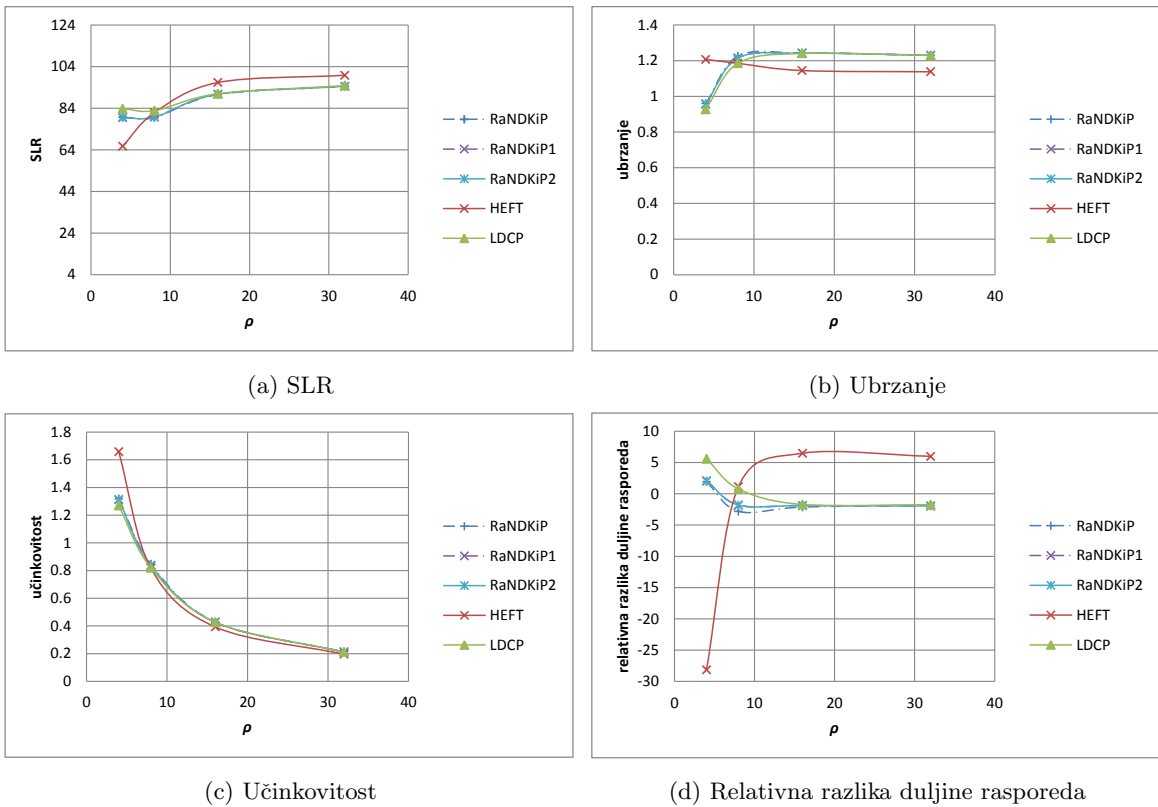 124
104
84
64
44
24
4
SLR
0 10 20 30 40
ρ
RaNDKiP
RaNDKiP1
RaNDKiP2
HEFT
LDCP
(a) SLR
1.4
1.2
1
0.8
0.6
0.4
0.2
0
ubrzanje
0 10 20 30 40
ρ
RaNDKiP
RaNDKiP1
RaNDKiP2
HEFT
LDCP
(b) Ubrzanje
1.8
1.6
1.4
1.2
1
0.8
0.6
0.4
0.2
0
učinkovitost
0 10 20 30 40
ρ
RaNDKiP
RaNDKiP1
RaNDKiP2
HEFT
LDCP
(c) Učinkovitost
10
5
0
-5
-10
-15
-20
-25
-30
relativna razlika duljine rasporeda
0 10 20 30 40
ρ
RaNDKiP
RaNDKiP1
RaNDKiP2
HEFT
LDCP
(d) Relativna razlika duljine rasporeda